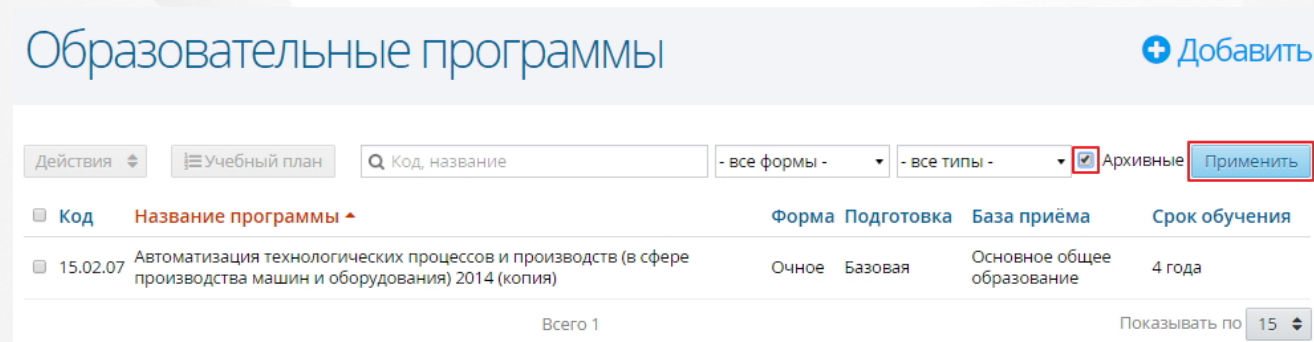 Образовательные программы
Добавить
Действия
Учебный план
Код, название
- все формы -
- все типы -
Архивные
Применить
Код Название программы Форма Подготовка База приёма Срок обучения
15.02.07 Автоматизация технологических процессов и производств (в сфере
производства машин и оборудования) 2014 (копия)
Очное Базовая
Основное общее
образование
4 года
Всего 1
Показывать по 15